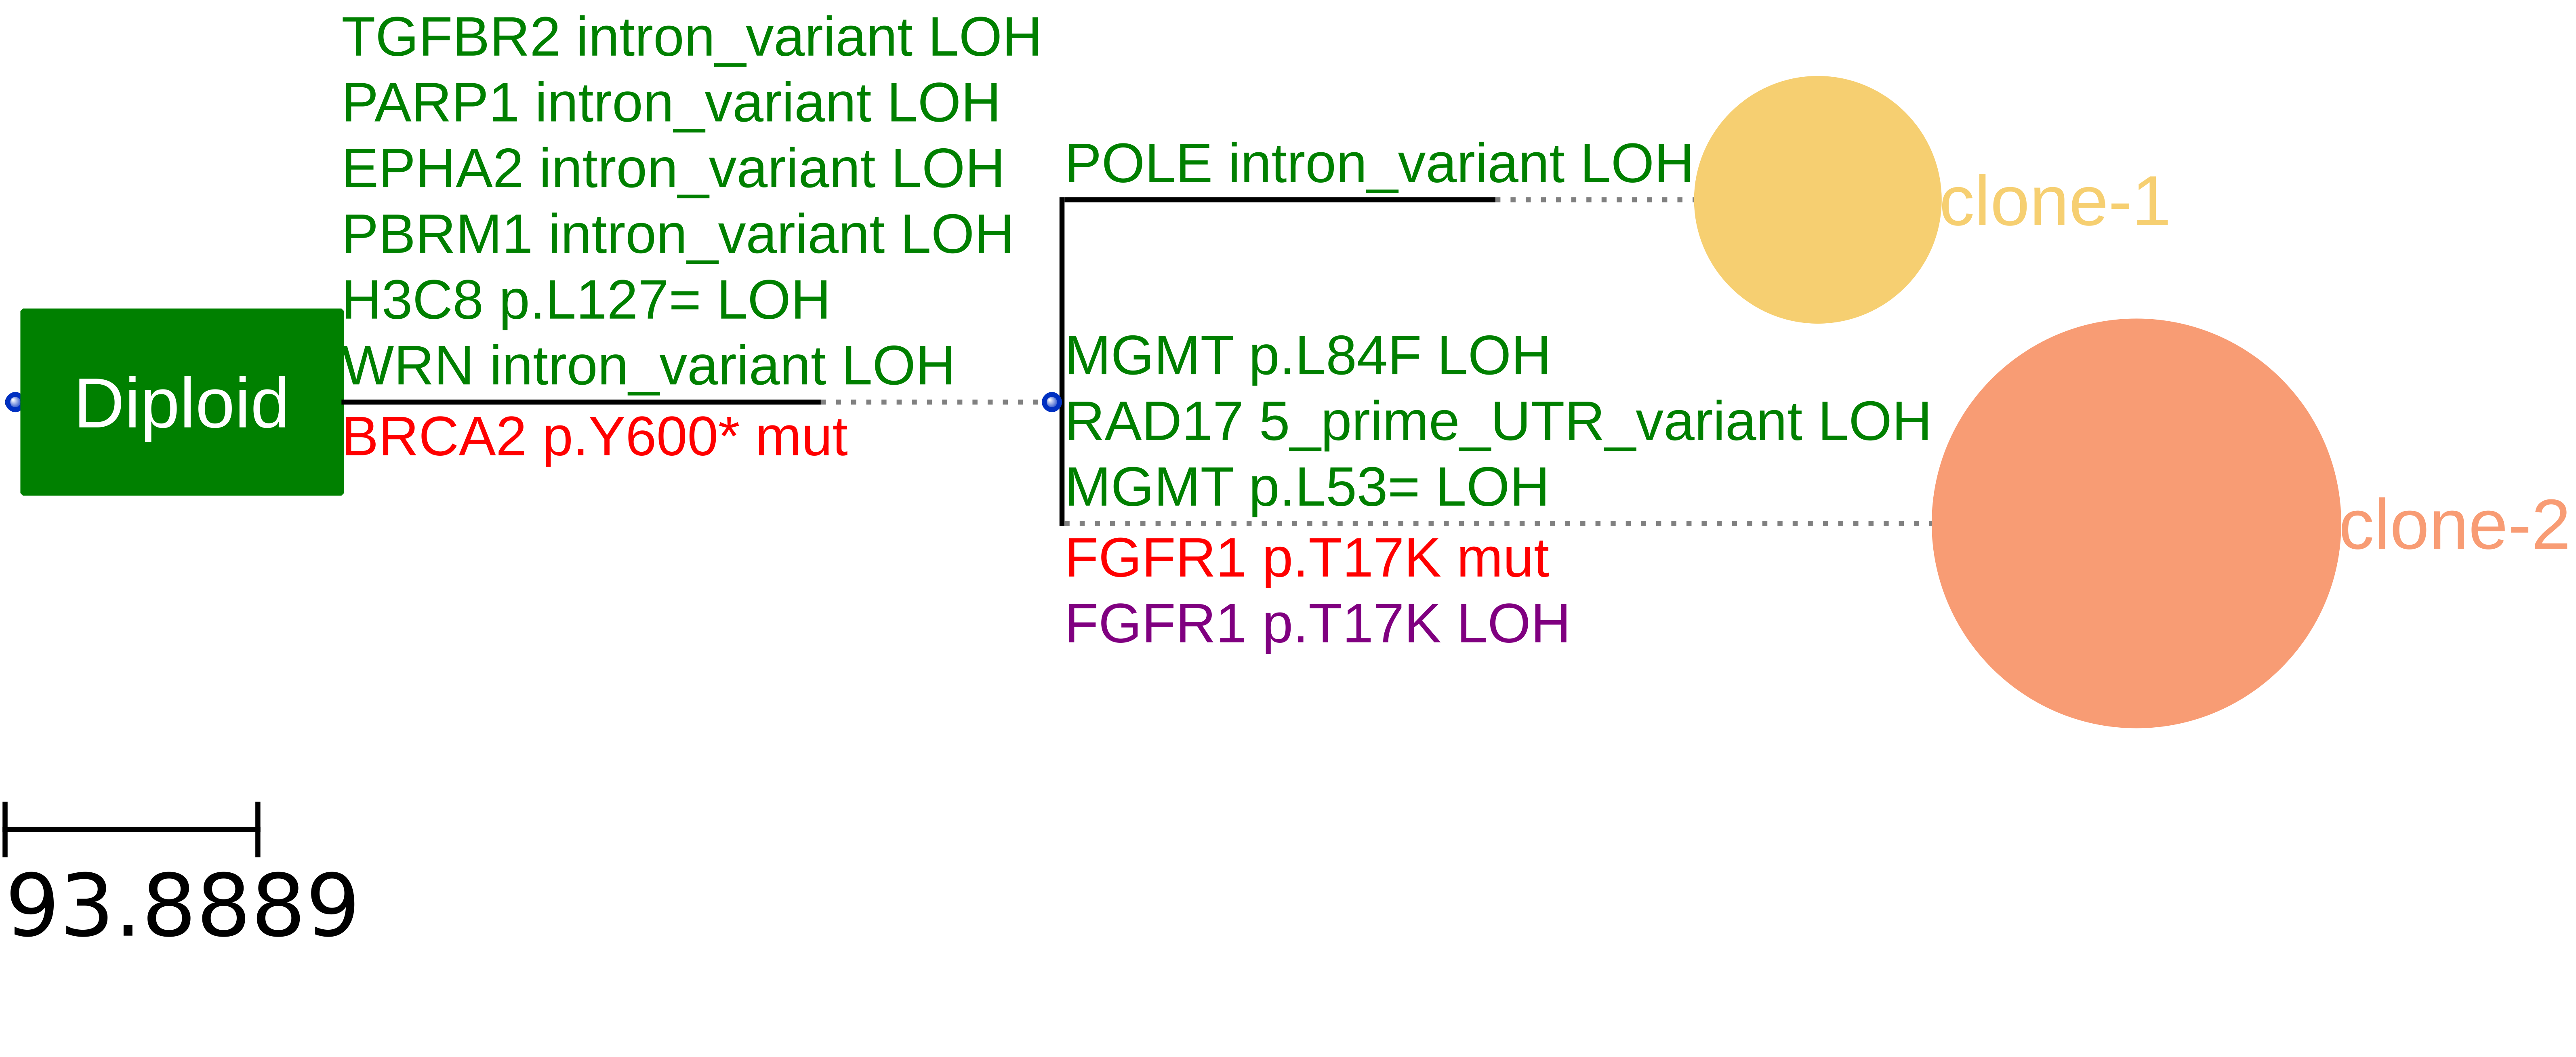 TGFBR2 intron_variant LOH
PARP1 intron_variant LOH
EPHA2 intron_variant LOH
PBRM1 intron_variant LOH
H3C8 p.L127= LOH
WRN intron_variant LOH
Diploid
BRCA2 p.Y600* mut
POLE intron_variant LOH
clone-1
MGMT p.L84F LOH
RAD17 5_prime_UTR_variant LOH
MGMT p.L53= LOH
clone-2
FGFR1 p.T17K mut
FGFR1 p.T17K LOH
93.8889